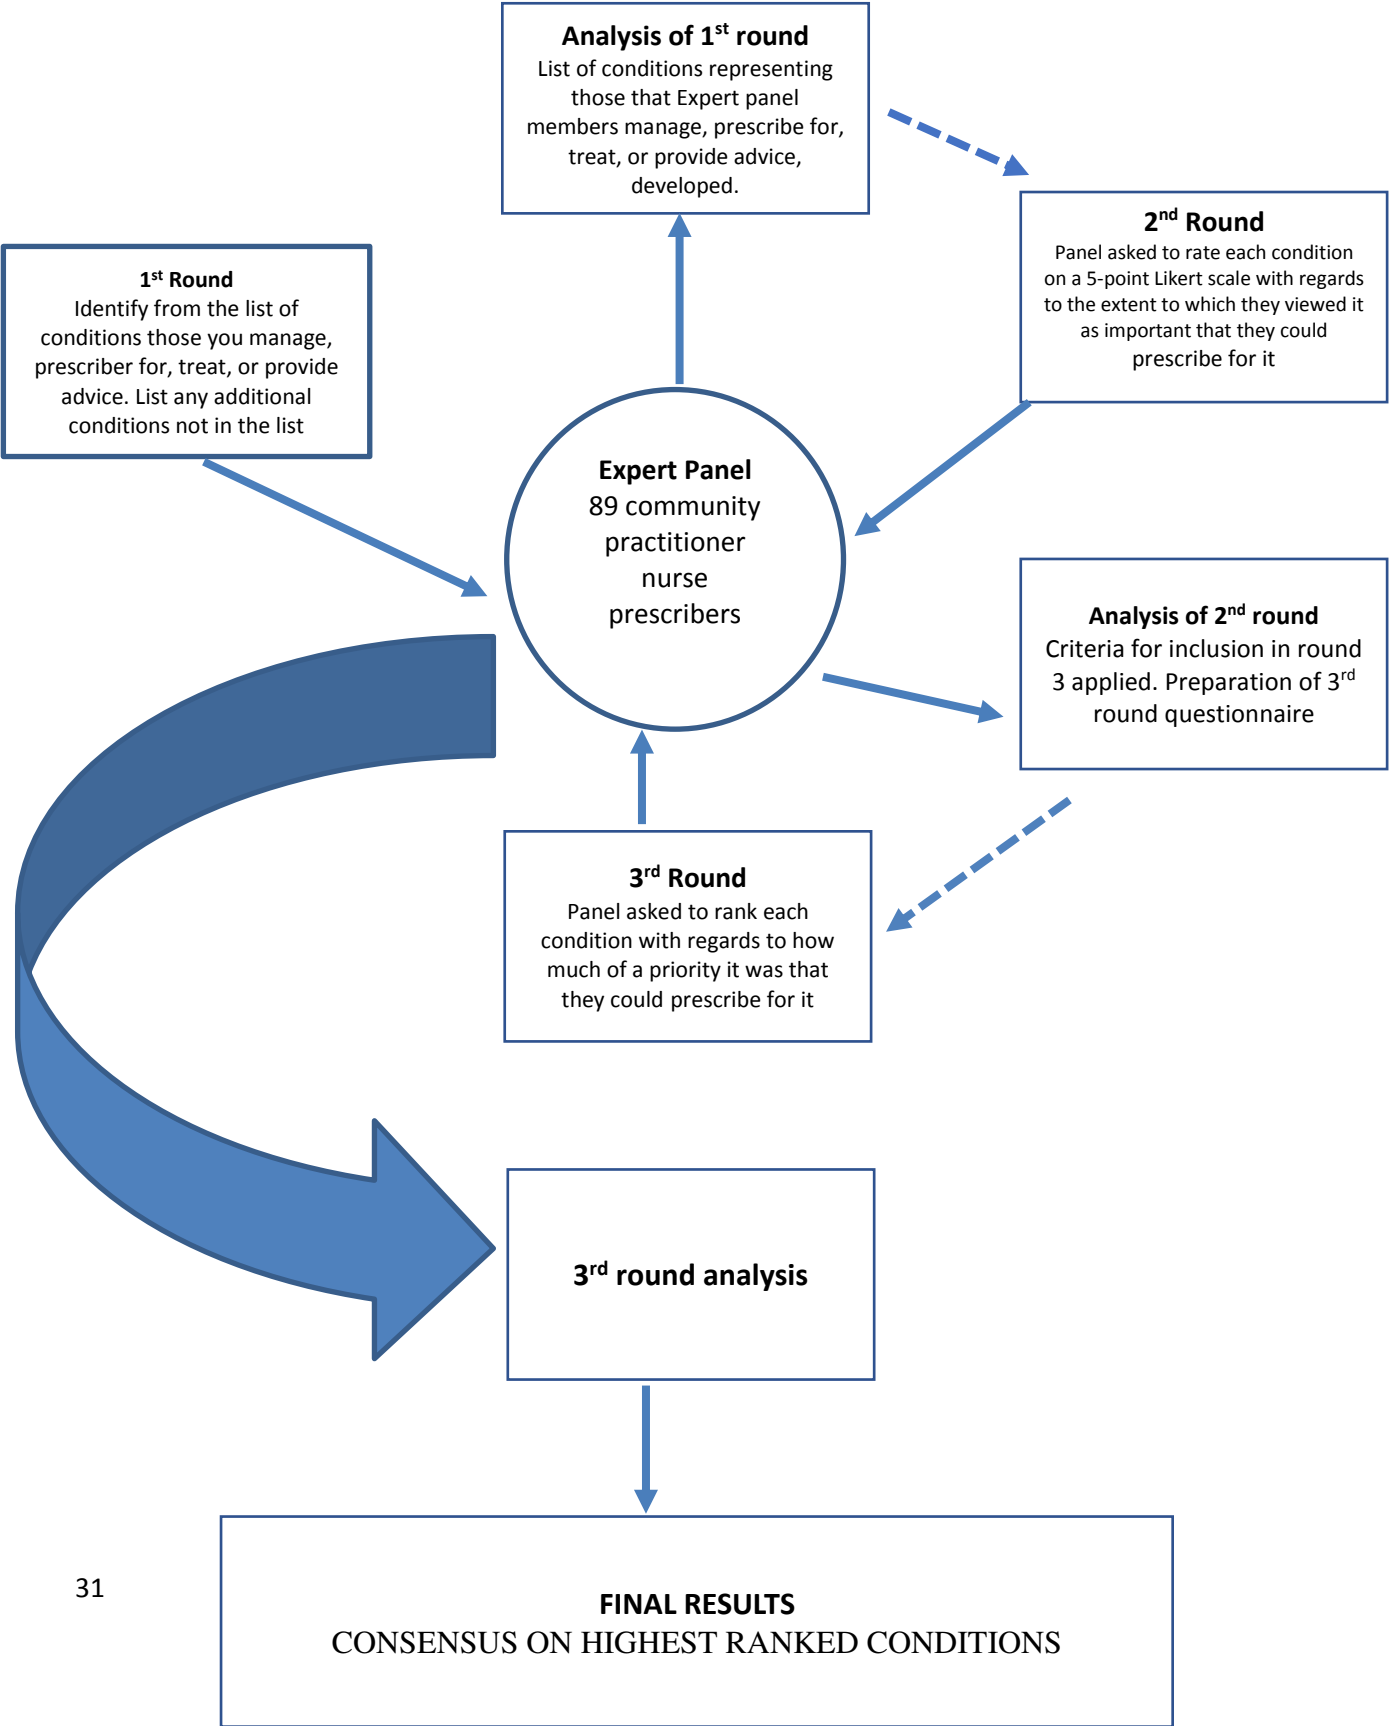 Analysis of 1st round
List of conditions representing
those that Expert panel
members manage, prescribe for,
treat, or provide advice,
developed.
2nd Round
Panel asked to rate each condition
on a 5-point Likert scale with regards
to the extent to which they viewed it
as important that they could
prescribe for it
1st Round
Identify from the list of
conditions those you manage,
prescriber for, treat, or provide
advice. List any additional
conditions not in the list
Expert Panel
89 community
practitioner
nurse
prescribers
Analysis of 2nd round
Criteria for inclusion in round
3 applied. Preparation of 3rd
round questionnaire
3rd Round
Panel asked to rank each
condition with regards to how
much of a priority it was that
they could prescribe for it
3rd round analysis
31
FINAL RESULTS
CONSENSUS ON HIGHEST RANKED CONDITIONS